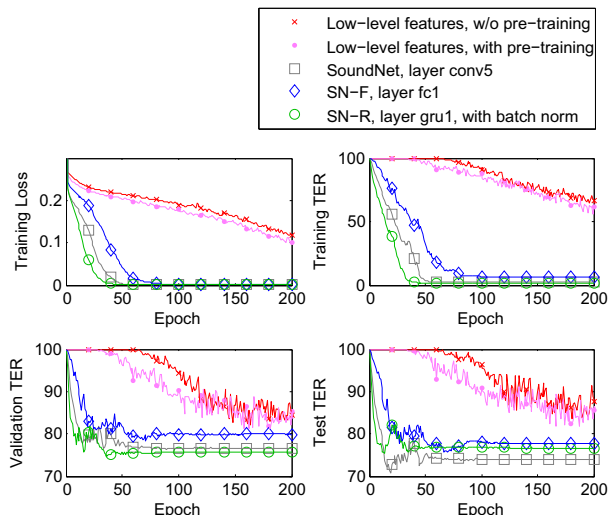 Low−level features, w/o pre−training
Low−level features, with pre−training
SoundNet, layer conv5
SN−F, layer fc1
SN−R, layer gru1, with batch norm
Training Loss
0.2
0.1
0
0 50 100 150 200
Epoch
Training TER
100
50
0
0 50 100 150 200
Epoch
Validation TER
100
90
80
70
0 50 100 150 200
Epoch
Test TER
100
90
80
70
0 50 100 150 200
Epoch